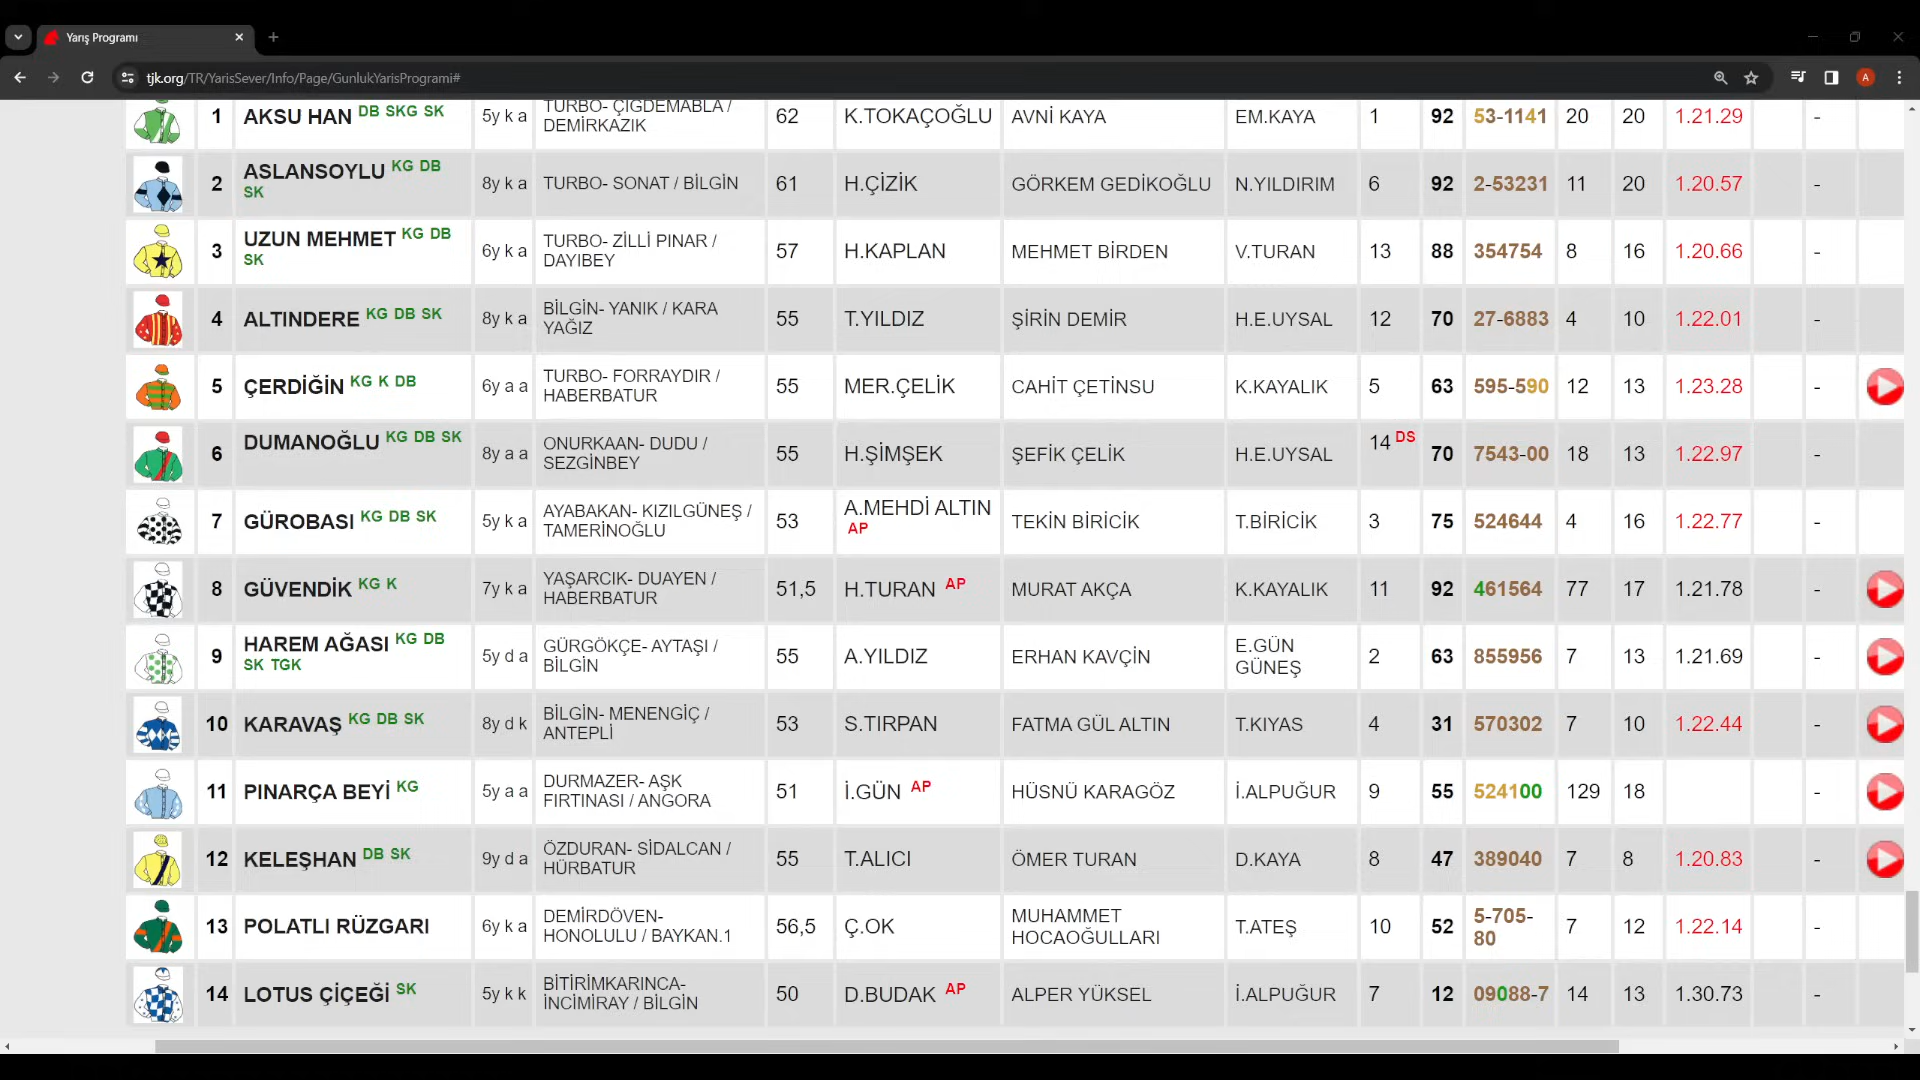 Yarış Programı
tjk.org/TR/YarisSever/Info/Page/GunlukYarisProgrami#
A
1 AKSU HAN DB SKG SK 5y k a TURBO- ÇİĞDEMABLA / DEMİRKAZIK 62 K.TOKAÇOĞLU AVNİ KAYA EM.KAYA 1 92 53-1141 20 20 1.21.29 -
2 ASLANSOYLU KG DB SK 8y k a TURBO- SONAT / BİLGİN 61 H.ÇİZİK GÖRKEM GEDİKOĞLU N.YILDIRIM 6 92 2-53231 11 20 1.20.57 -
3 UZUN MEHMET KG DB SK 6y k a TURBO- ZİLLİ PINAR / DAYIBEY 57 H.KAPLAN MEHMET BİRDEN V.TURAN 13 88 354754 8 16 1.20.66 -
4 ALTINDERE KG DB SK 8y k a BİLGİN- YANIK / KARA YAĞIZ 55 T.YILDIZ ŞİRİN DEMİR H.E.UYSAL 12 70 27-6883 4 10 1.22.01 -
5 ÇERDİĞİN KG K DB 6y a a TURBO- FORRAYDIR / HABERBATUR 55 MER.ÇELİK CAHİT ÇETİNSU K.KAYALIK 5 63 595-590 12 13 1.23.28 -
6 DUMANOĞLU KG DB SK 8y a a ONURKAAN- DUDU / SEZGİNBEY 55 H.ŞİMŞEK ŞEFİK ÇELİK H.E.UYSAL 14 DS 70 7543-00 18 13 1.22.97 -
7 GÜROBASI KG DB SK 5y k a AYABAKAN- KIZILGÜNEŞ / TAMERİNOĞLU 53 A.MEHDİ ALTIN AP TEKİN BİRİCİK T.BİRİCİK 3 75 524644 4 16 1.22.77 -
8 GÜVENDİK KG K 7y k a YAŞARCIK- DUAYEN / HABERBATUR 51,5 H.TURAN AP MURAT AKÇA K.KAYALIK 11 92 461564 77 17 1.21.78 -
9 HAREM AĞASI KG DB SK TGK 5y d a GÜRGÖKÇE- AYTAŞI / BİLGİN 55 A.YILDIZ ERHAN KAVÇİN E.GÜN GÜNEŞ 2 63 855956 7 13 1.21.69 -
10 KARAVAŞ KG DB SK 8y d k BİLGİN- MENENGİÇ / ANTEPLİ 53 S.TIRPAN FATMA GÜL ALTIN T.KIYAS 4 31 570302 7 10 1.22.44 -
11 PINARÇA BEYİ KG 5y a a DURMAZER- AŞK FIRTINASI / ANGORA 51 İ.GÜN AP HÜSNÜ KARAGÖZ İ.ALPUĞUR 9 55 524100 129 18 -
12 KELEŞHAN DB SK 9y d a ÖZDURAN- SİDALCAN / HÜRBATUR 55 T.ALICI ÖMER TURAN D.KAYA 8 47 389040 7 8 1.20.83 -
13 POLATLI RÜZGARI 6y k a DEMİRDÖVEN- HONOLULU / BAYKAN.1 56,5 Ç.OK MUHAMMET HOCAOĞULLARI T.ATEŞ 10 52 5-705-80 7 12 1.22.14 -
14 LOTUS ÇİÇEĞİ SK 5y k k BİTİRİMKARINCA- İNCİMİRAY / BİLGİN 50 D.BUDAK AP ALPER YÜKSEL İ.ALPUĞUR 7 12 09088-7 14 13 1.30.73 -